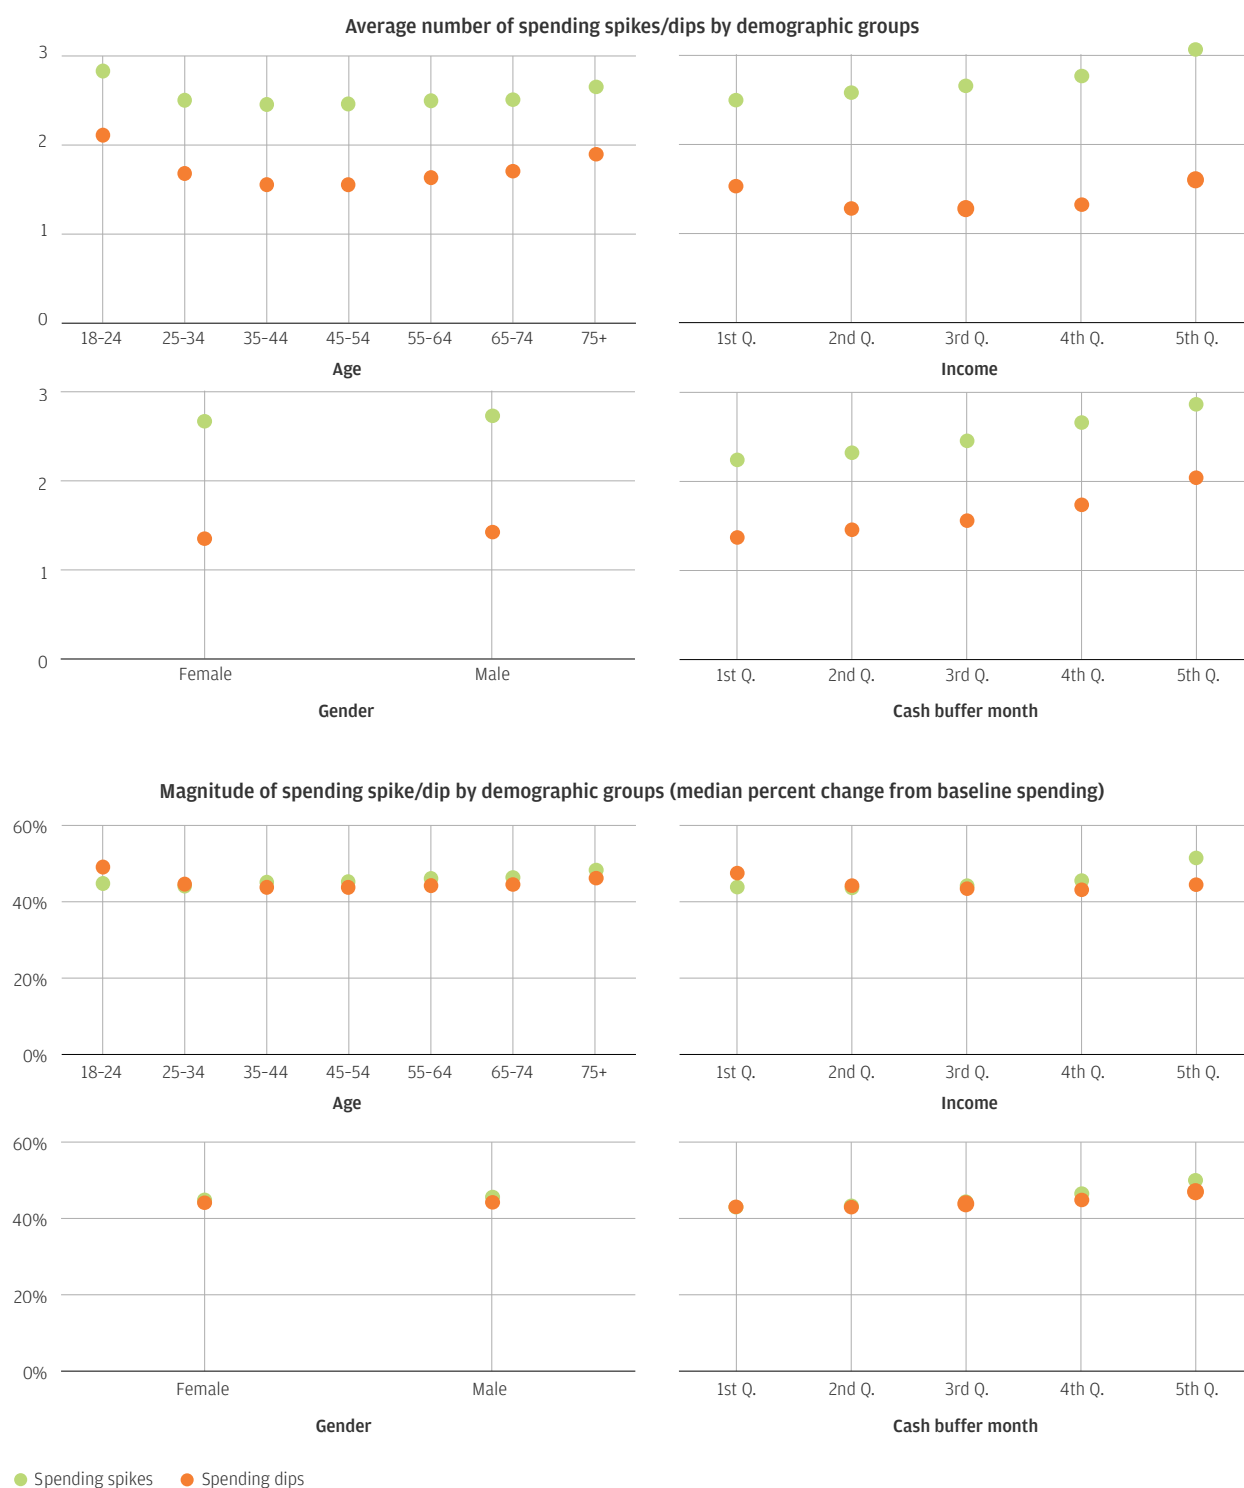 Average number of spending spikes/dips by demographic groups
3
2
1
0
18-24 25-34 35-44 45-54 55-64 65-74 75+
Age
1st Q. 2nd Q. 3rd Q. 4th Q. 5th Q.
Income
3
2
1
0
Female Male
Gender
1st Q. 2nd Q. 3rd Q. 4th Q. 5th Q.
Cash buffer month
Magnitude of spending spike/dip by demographic groups (median percent change from baseline spending)
60%
40%
20%
0%
18-24 25-34 35-44 45-54 55-64 65-74 75+
Age
1st Q. 2nd Q. 3rd Q. 4th Q. 5th Q.
Income
60%
40%
20%
0%
Female Male
Gender
1st Q. 2nd Q. 3rd Q. 4th Q. 5th Q.
Cash buffer month
Spending spikes Spending dips